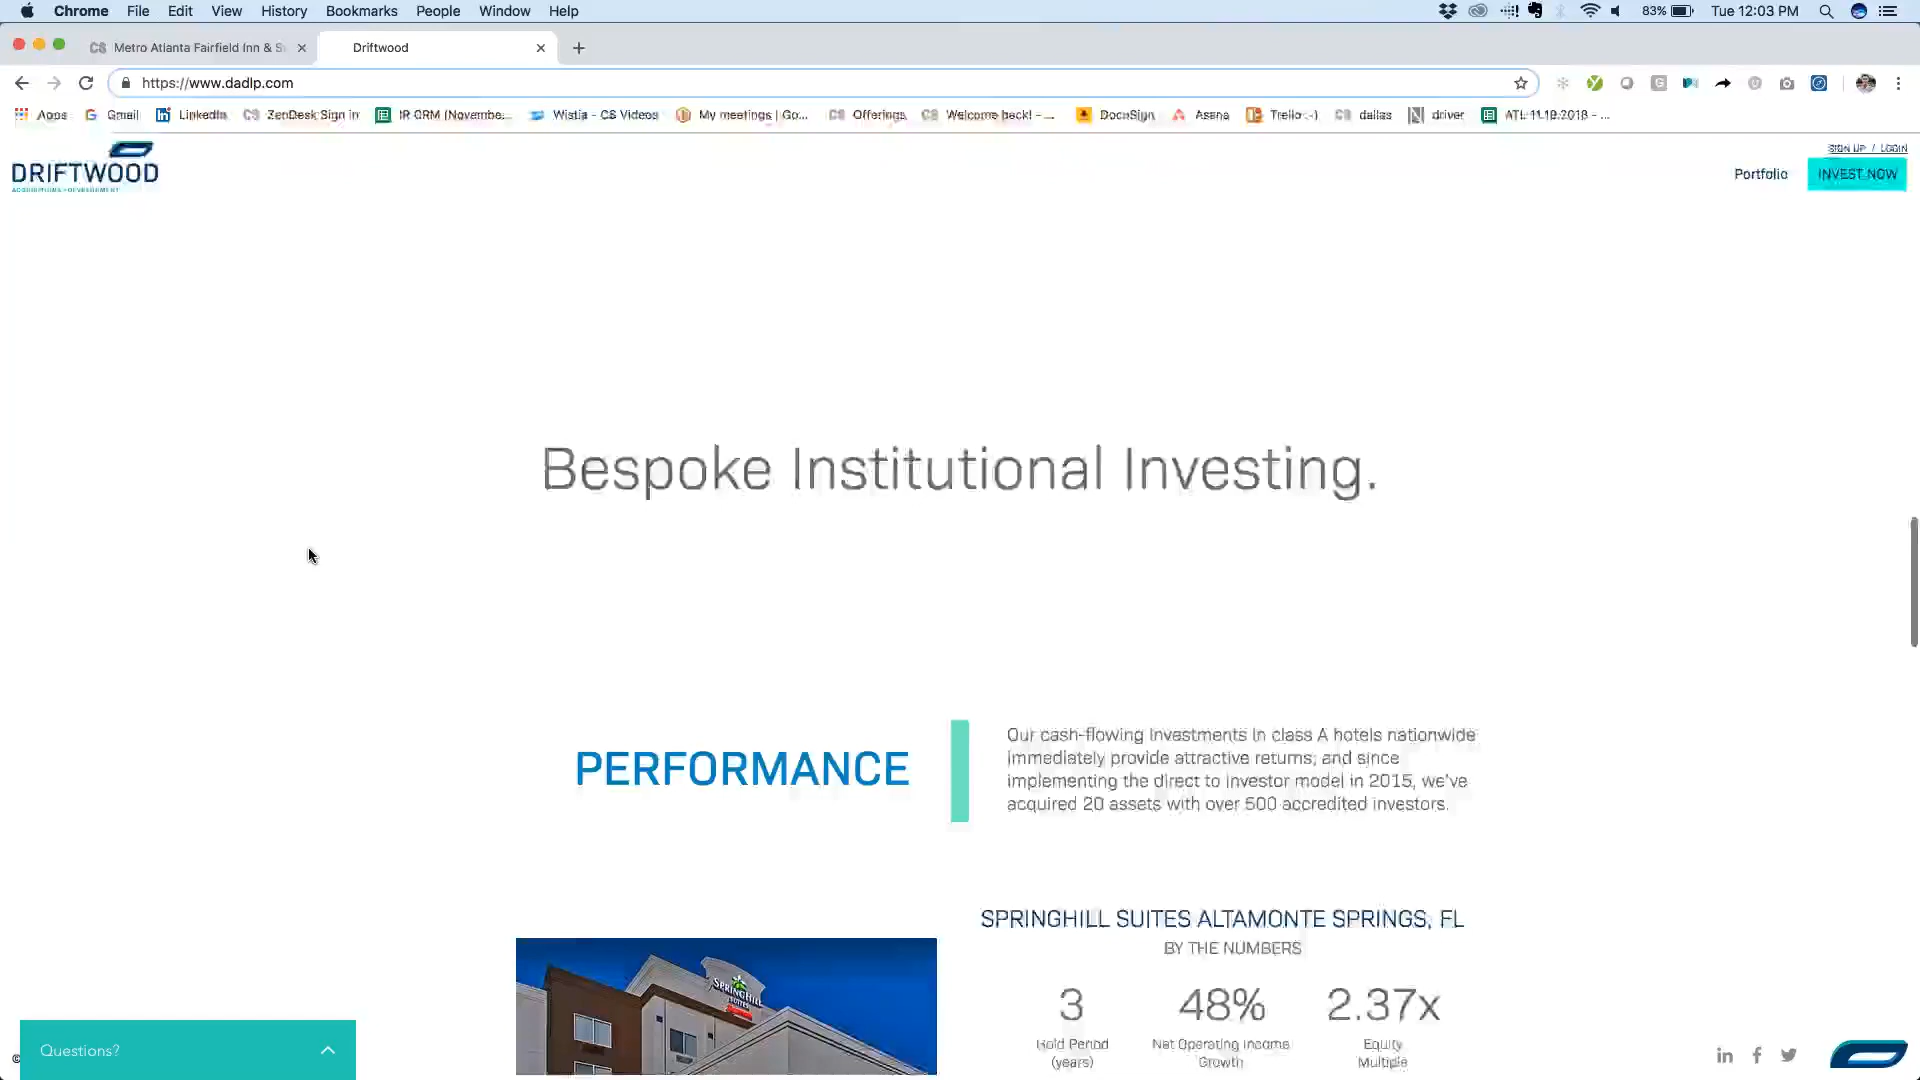 Chrome File Edit View History Bookmarks People Window Help 83% Tue 12:03 PM
CS Metro Atlanta Fairfield Inn & S Driftwood
https://www.dadlp.com
Apps Gmail LinkedIn ZenDesk Sign in IR CRM (Novembe... Wistia - CS Videos My meetings | Go... Offerings Welcome back! - ... DocuSign Asana Trello :-) dallas driver ATL 11.19.2018 - ...
SIGN UP / LOGIN
DRIFTWOOD
ACQUISITIONS + DEVELOPMENT
Portfolio INVEST NOW
Bespoke Institutional Investing.
PERFORMANCE
Our cash-flowing investments in class A hotels nationwide
immediately provide attractive returns; and since
implementing the direct to investor model in 2015, we've
acquired 20 assets with over 500 accredited investors.
SPRINGHILL SUITES ALTAMONTE SPRINGS, FL
BY THE NUMBERS
SPRINGHILL
SUITES
3 48% 2.37x
Hold Period Net Operating Income Equity
(years) Growth Multiple
Questions?